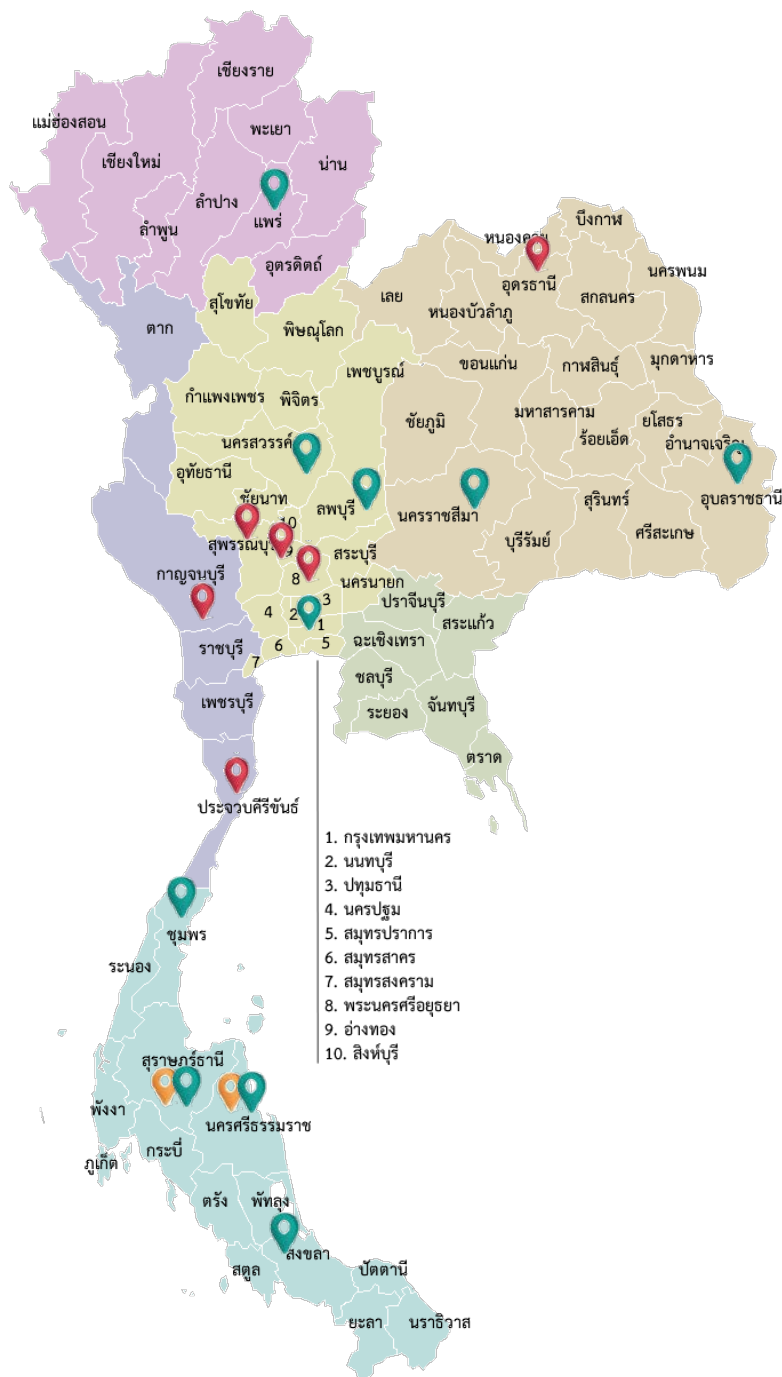 เชียงราย
แม่ฮ่องสอน
พะเยา
เชียงใหม่
น่าน
ลำปาง
ลำพูน
แพร่
อุตรดิตถ์
บึงกาฬ
หนองคาย
นครพนม
อุดรธานี
สกลนคร
เลย
หนองบัวลำภู
สุโขทัย
ตาก
พิษณุโลก
เพชบูรณ์
ขอนแก่น
กาฬสินธุ์
มุกดาหาร
กำแพงเพชร
พิจิตร
ชัยภูมิ
มหาสารคาม
ยโสธร
ร้อยเอ็ด
อำนาจเจริญ
นครสวรรค์
อุทัยธานี
ชัยนาท
ลพบุรี
นครราชสีมา
สุรินทร์
อุบลราชธานี
10
สุพรรณบุรี
9
สระบุรี
บุรีรัมย์
ศรีสะเกษ
กาญจนบุรี
8
นครนายก
ปราจีนบุรี
3
4
2
1
สระแก้ว
ฉะเชิงเทรา
ราชบุรี
6
5
7
ชลบุรี
เพชรบุรี
ระยอง
จันทบุรี
ตราด
ประจวบคีรีขันธ์
1. กรุงเทพมหานคร
2. นนทบุรี
3. ปทุมธานี
4. นครปฐม
5. สมุทรปราการ
6. สมุทรสาคร
7. สมุทรสงคราม
8. พระนครศรีอยุธยา
9. อ่างทอง
10. สิงห์บุรี
ชุมพร
ระนอง
สุราษฎร์ธานี
พังงา
นครศรีธรรมราช
กระบี่
ภูเก็ต
ตรัง
พัทลุง
สงขลา
สตูล
ปัตตานี
ยะลา
นราธิวาส